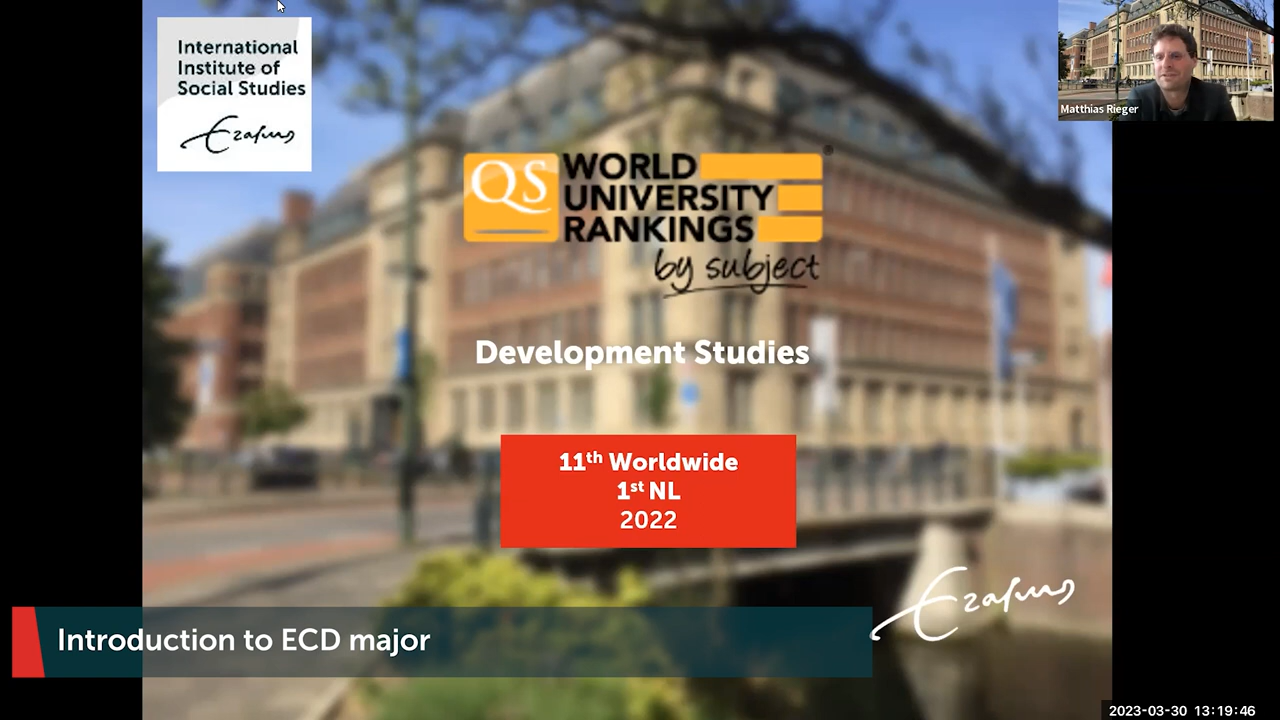 International
Institute of
Social Studies
Erasmus
Matthias Rieger
QS WORLD
UNIVERSITY
RANKINGS
®
by subject
Development Studies
11th Worldwide
1st NL
2022
Erasmus
Introduction to ECD major
2023-03-30 13:19:46